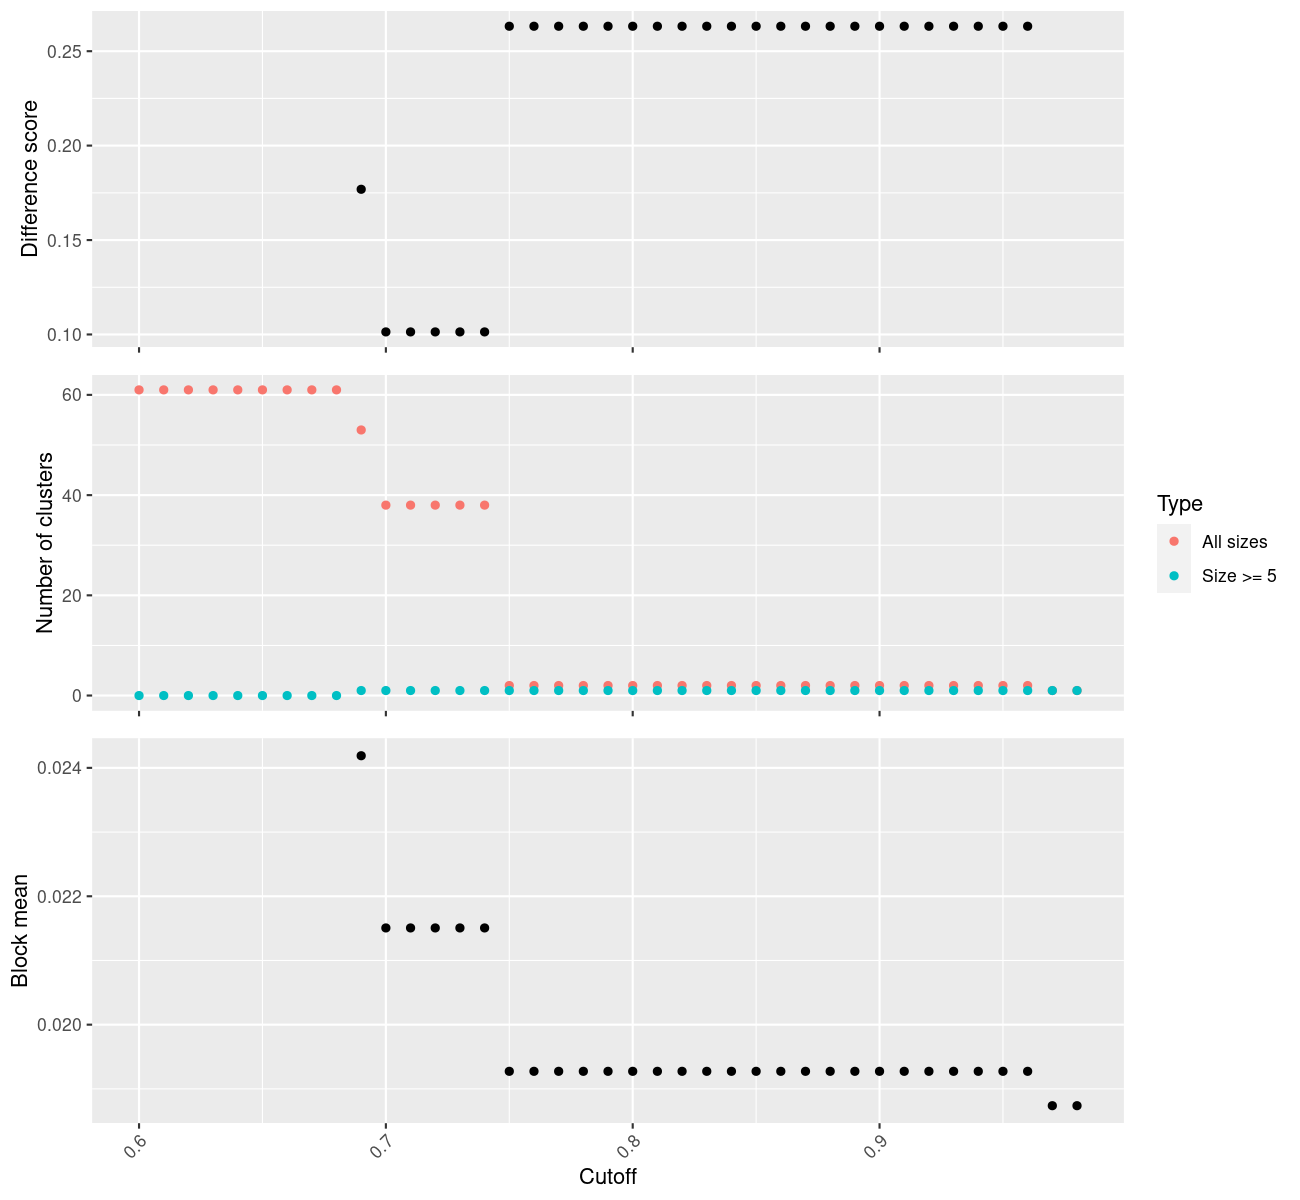 Difference score
0.25
0.20
0.15
0.10
Number of clusters
60
40
20
0
Type
All sizes
Size >= 5
Block mean
0.024
0.022
0.020
0.6
0.7
0.8
0.9
Cutoff